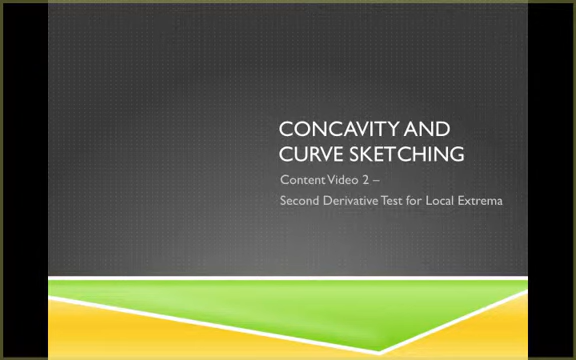 CONCAVITY AND
CURVE SKETCHING
Content Video 2 –
Second Derivative Test for Local Extrema